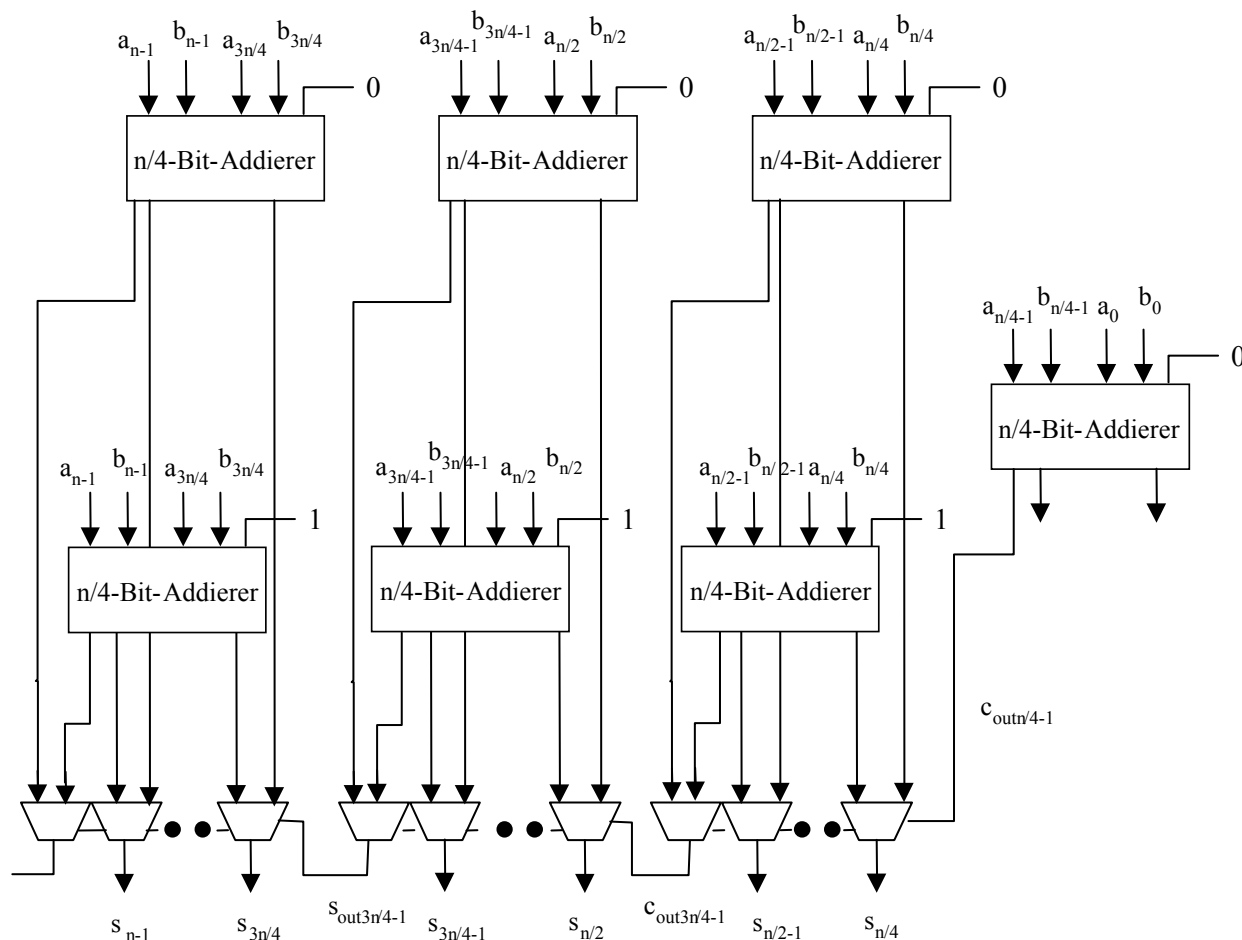 a_{n-1} b_{n-1} a_{3n/4} b_{3n/4} a_{3n/4-1} b_{3n/4-1} a_{n/2} b_{n/2} a_{n/2-1} b_{n/2-1} a_{n/4} b_{n/4}
0 0 0
n/4-Bit-Addierer n/4-Bit-Addierer n/4-Bit-Addierer
a_{n/4-1} b_{n/4-1} a_0 b_0
0
n/4-Bit-Addierer
a_{n-1} b_{n-1} a_{3n/4} b_{3n/4} a_{3n/4-1} b_{3n/4-1} a_{n/2} b_{n/2} a_{n/2-1} b_{n/2-1} a_{n/4} b_{n/4}
1 1 1
n/4-Bit-Addierer n/4-Bit-Addierer n/4-Bit-Addierer
c_{outn/4-1}
s_{out3n/4-1} c_{out3n/4-1}
s_{n-1} s_{3n/4} s_{3n/4-1} s_{n/2} s_{n/2-1} s_{n/4}